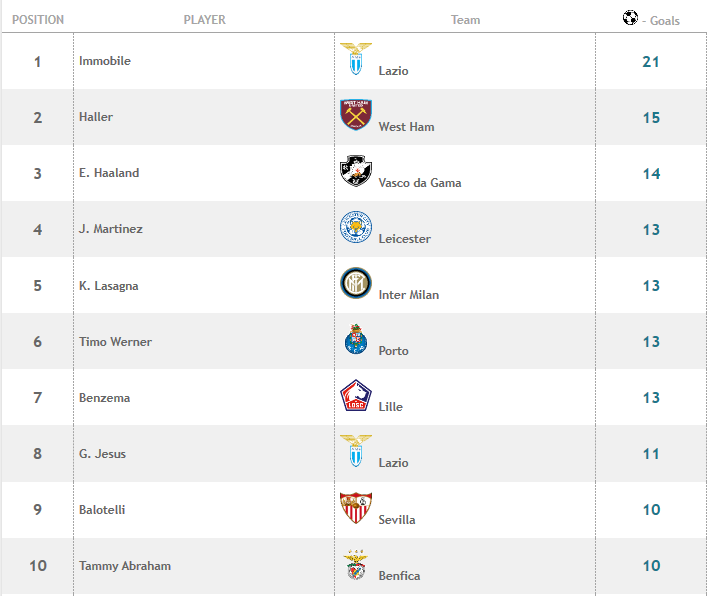 POSITION PLAYER Team - Goals
1 Immobile Lazio 21
2 Haller West Ham 15
3 E. Haaland Vasco da Gama 14
4 J. Martinez Leicester 13
5 K. Lasagna Inter Milan 13
6 Timo Werner Porto 13
7 Benzema Lille 13
8 G. Jesus Lazio 11
9 Balotelli Sevilla 10
10 Tammy Abraham Benfica 10